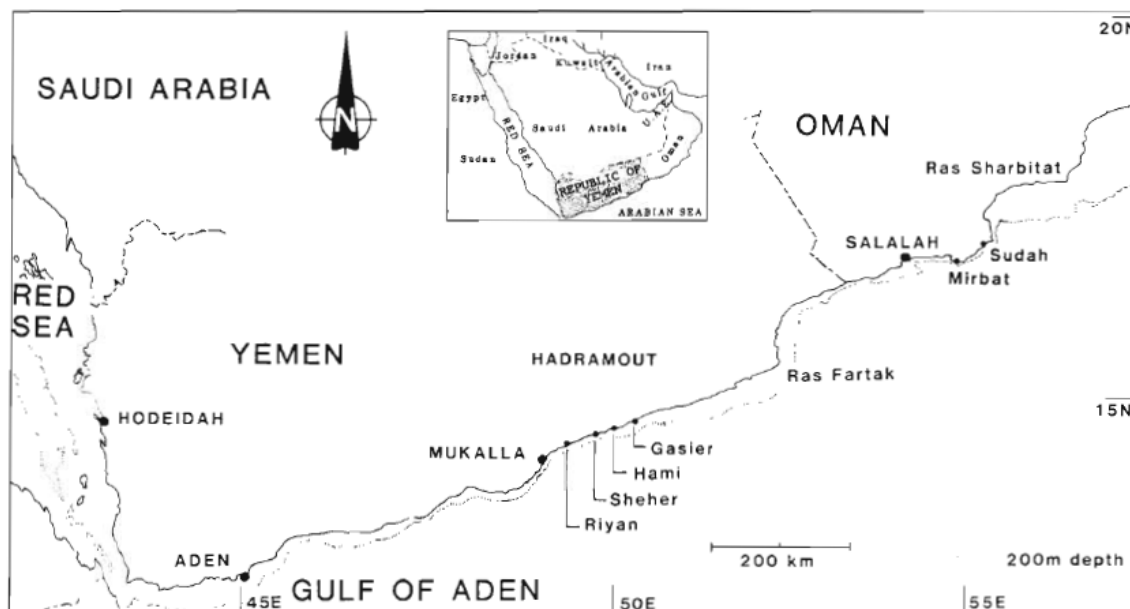 20N
SAUDI ARABIA
N
OMAN
Ras Sharbitat
SALALAH
Sudah
Mirbat
RED
SEA
YEMEN
HADRAMOUT
Ras Fartak
15N
HODEIDAH
MUKALLA
Gasier
Hami
Sheher
Riyan
ADEN
GULF OF ADEN
200 km
200m depth
45E
50E
55E
Iraq
Jordan
Kuwait
Iran
Arabian
Gulf
U.A.E
Egypt
RED SEA
Saudi Arabia
Oman
Sudan
REPUBLIC OF
YEMEN
ARABIAN SEA